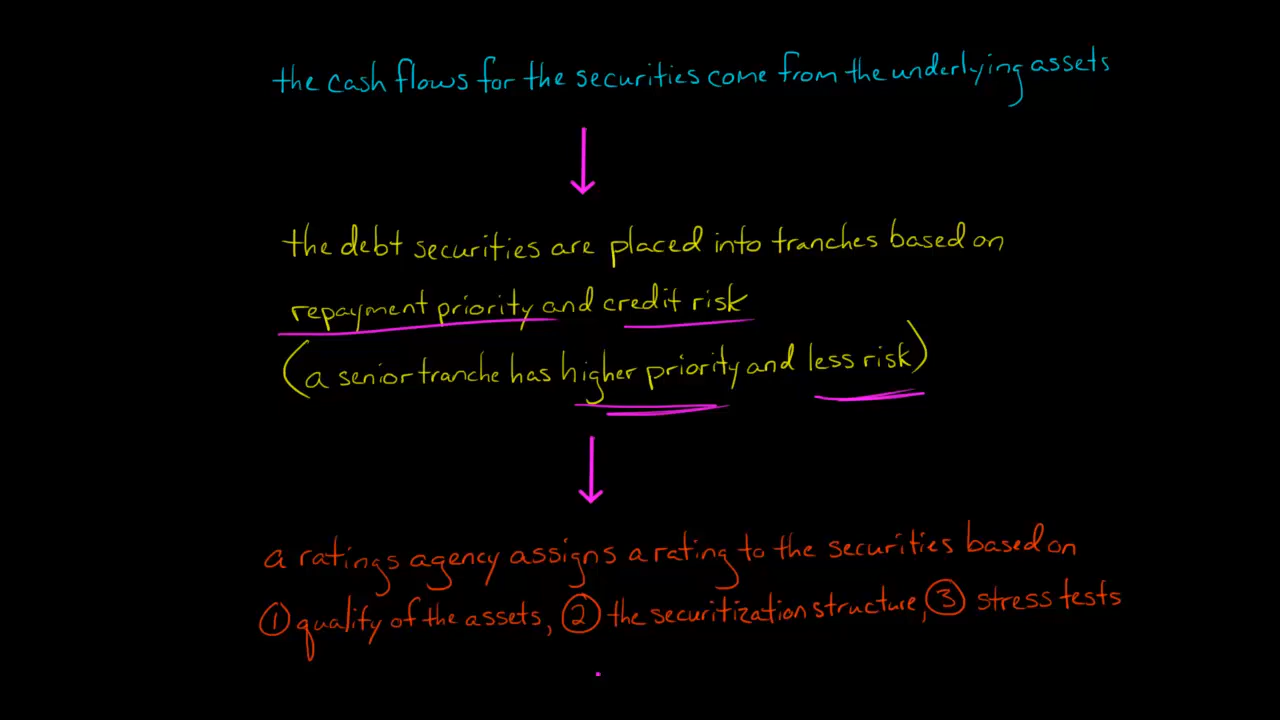 the cash flows for the securities come from the underlying assets
the debt securities are placed into tranches based on
repayment priority and credit risk
(a senior tranche has higher priority and less risk)
a ratings agency assigns a rating to the securities based on
① quality of the assets, ② the securitization structure, ③ stress tests